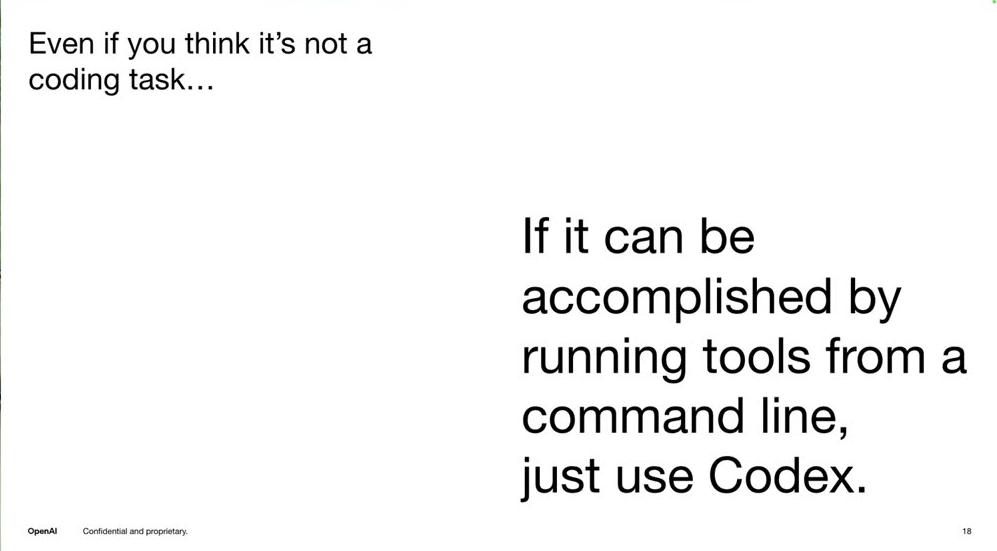 Even if you think it’s not a
coding task…
If it can be
accomplished by
running tools from a
command line,
just use Codex.
OpenAI Confidential and proprietary. 18